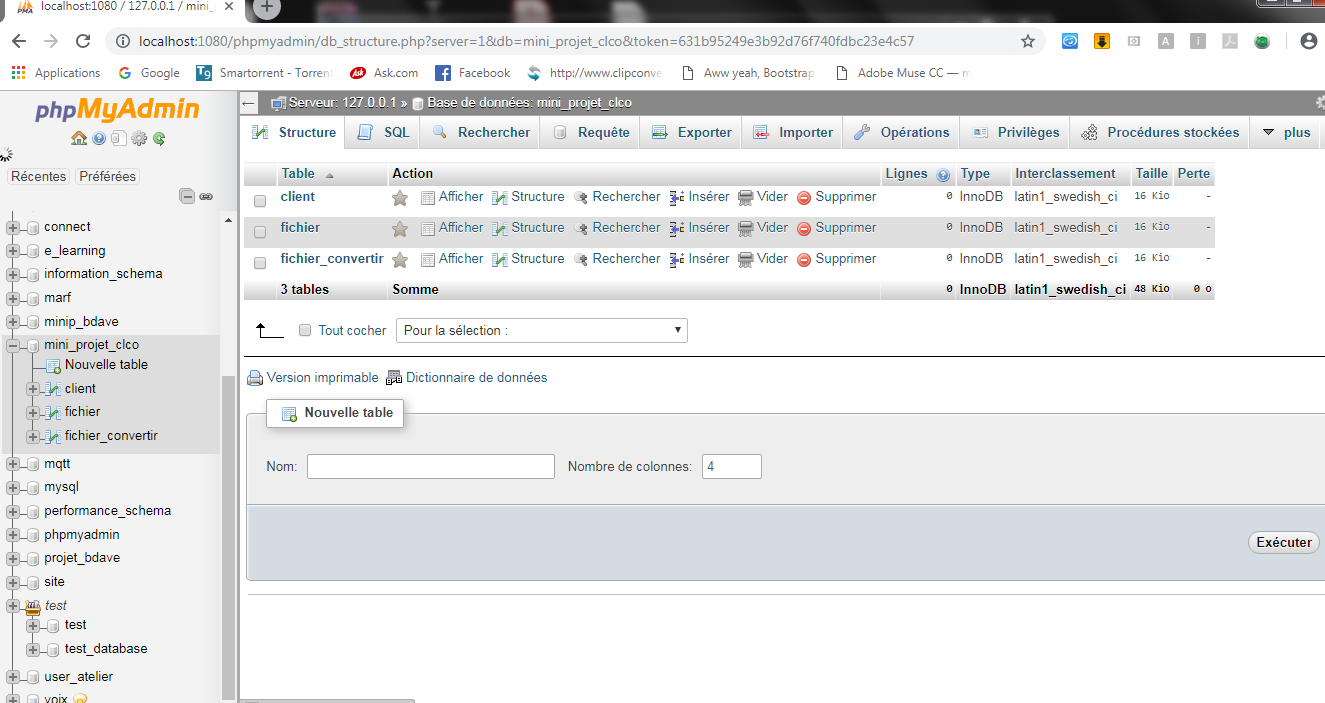 localhost:1080 / 127.0.0.1 / mini_
localhost:1080/phpmyadmin/db_structure.php?server=1&db=mini_projet_clco&token=631b95249e3b92d76f740fdbc23e4c57
Applications Google Smartorrent - Torrent Ask.com Facebook http://www.clipconve Aww yeah, Bootstrap Adobe Muse CC — m
phpMyAdmin
Récentes Préférées
connect
e_learning
information_schema
marf
minip_bdave
mini_projet_clco
Nouvelle table
client
fichier
fichier_convertir
mqtt
mysql
performance_schema
phpmyadmin
projet_bdave
site
test
test
test_database
user_atelier
voix
Serveur: 127.0.0.1 » Base de données: mini_projet_clco
Structure SQL Rechercher Requête Exporter Importer Opérations Privilèges Procédures stockées plus
Table Action Lignes Type Interclassement Taille Perte
client Afficher Structure Rechercher Insérer Vider Supprimer 0 InnoDB latin1_swedish_ci 16 Kio -
fichier Afficher Structure Rechercher Insérer Vider Supprimer 0 InnoDB latin1_swedish_ci 16 Kio -
fichier_convertir Afficher Structure Rechercher Insérer Vider Supprimer 0 InnoDB latin1_swedish_ci 16 Kio -
3 tables Somme 0 InnoDB latin1_swedish_ci 48 Kio 0 o
Tout cocher Pour la sélection :
Version imprimable Dictionnaire de données
Nouvelle table
Nom: Nombre de colonnes: 4
Exécuter